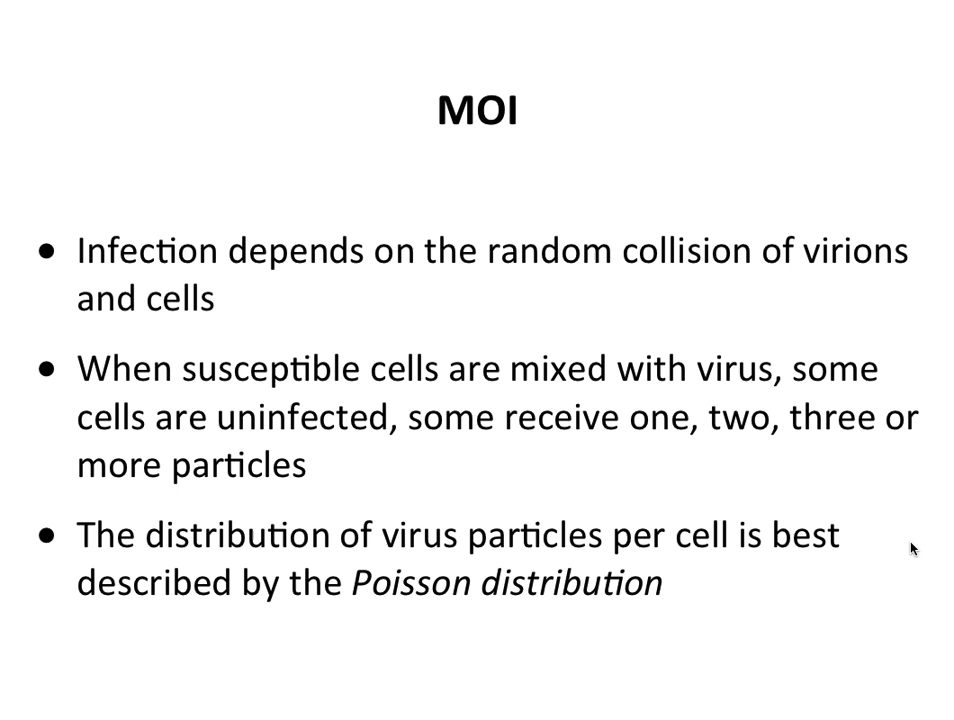 MOI
• Infection depends on the random collision of virions
and cells
• When susceptible cells are mixed with virus, some
cells are uninfected, some receive one, two, three or
more particles
• The distribution of virus particles per cell is best
described by the Poisson distribution